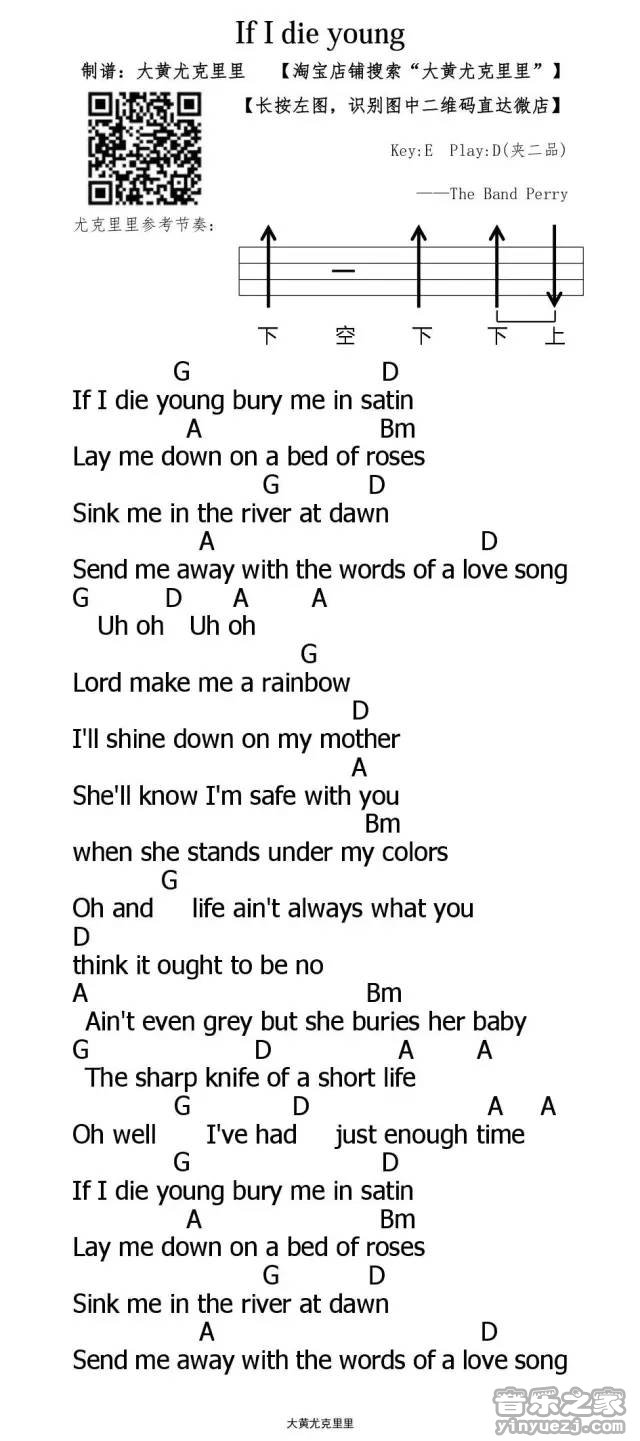 If I die young
制谱：大黄尤克里里 【淘宝店铺搜索“大黄尤克里里”】
【长按左图，识别图中二维码直达微店】
Key:E Play:D(夹二品)
——The Band Perry
尤克里里参考节奏：
下 空 下 下 上
G D
If I die young bury me in satin
A Bm
Lay me down on a bed of roses
G D
Sink me in the river at dawn
A D
Send me away with the words of a love song
G D A A
Uh oh Uh oh
G
Lord make me a rainbow
D
I'll shine down on my mother
A
She'll know I'm safe with you
Bm
when she stands under my colors
G
Oh and life ain't always what you
D
think it ought to be no
A Bm
Ain't even grey but she buries her baby
G D A A
The sharp knife of a short life
G D A A
Oh well I've had just enough time
G D
If I die young bury me in satin
A Bm
Lay me down on a bed of roses
G D
Sink me in the river at dawn
A D
Send me away with the words of a love song
音乐之家
yinyuezj.com
大黄尤克里里